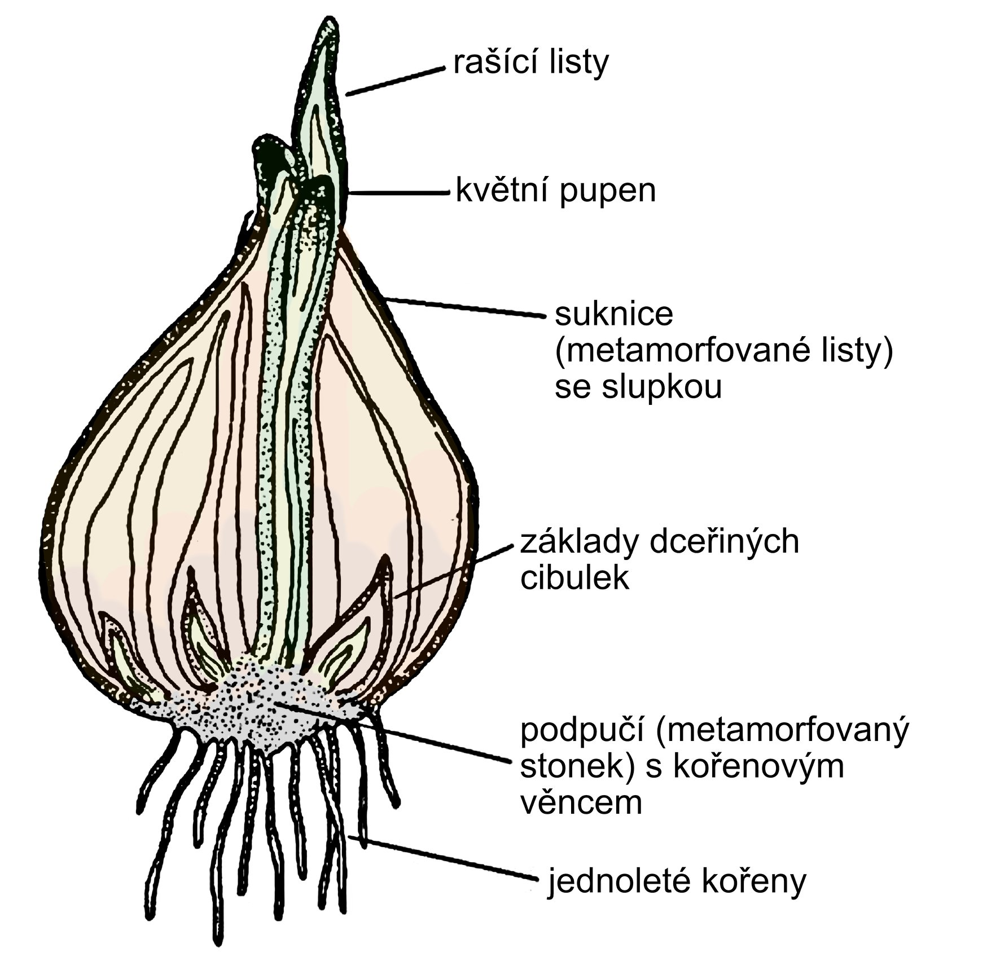 rašící listy
květní pupen
suknice
(metamorfované listy)
se slupkou
základy dceřiných
cibulek
podpučí (metamorfovaný
stonek) s kořenovým
věncem
jednoleté kořeny